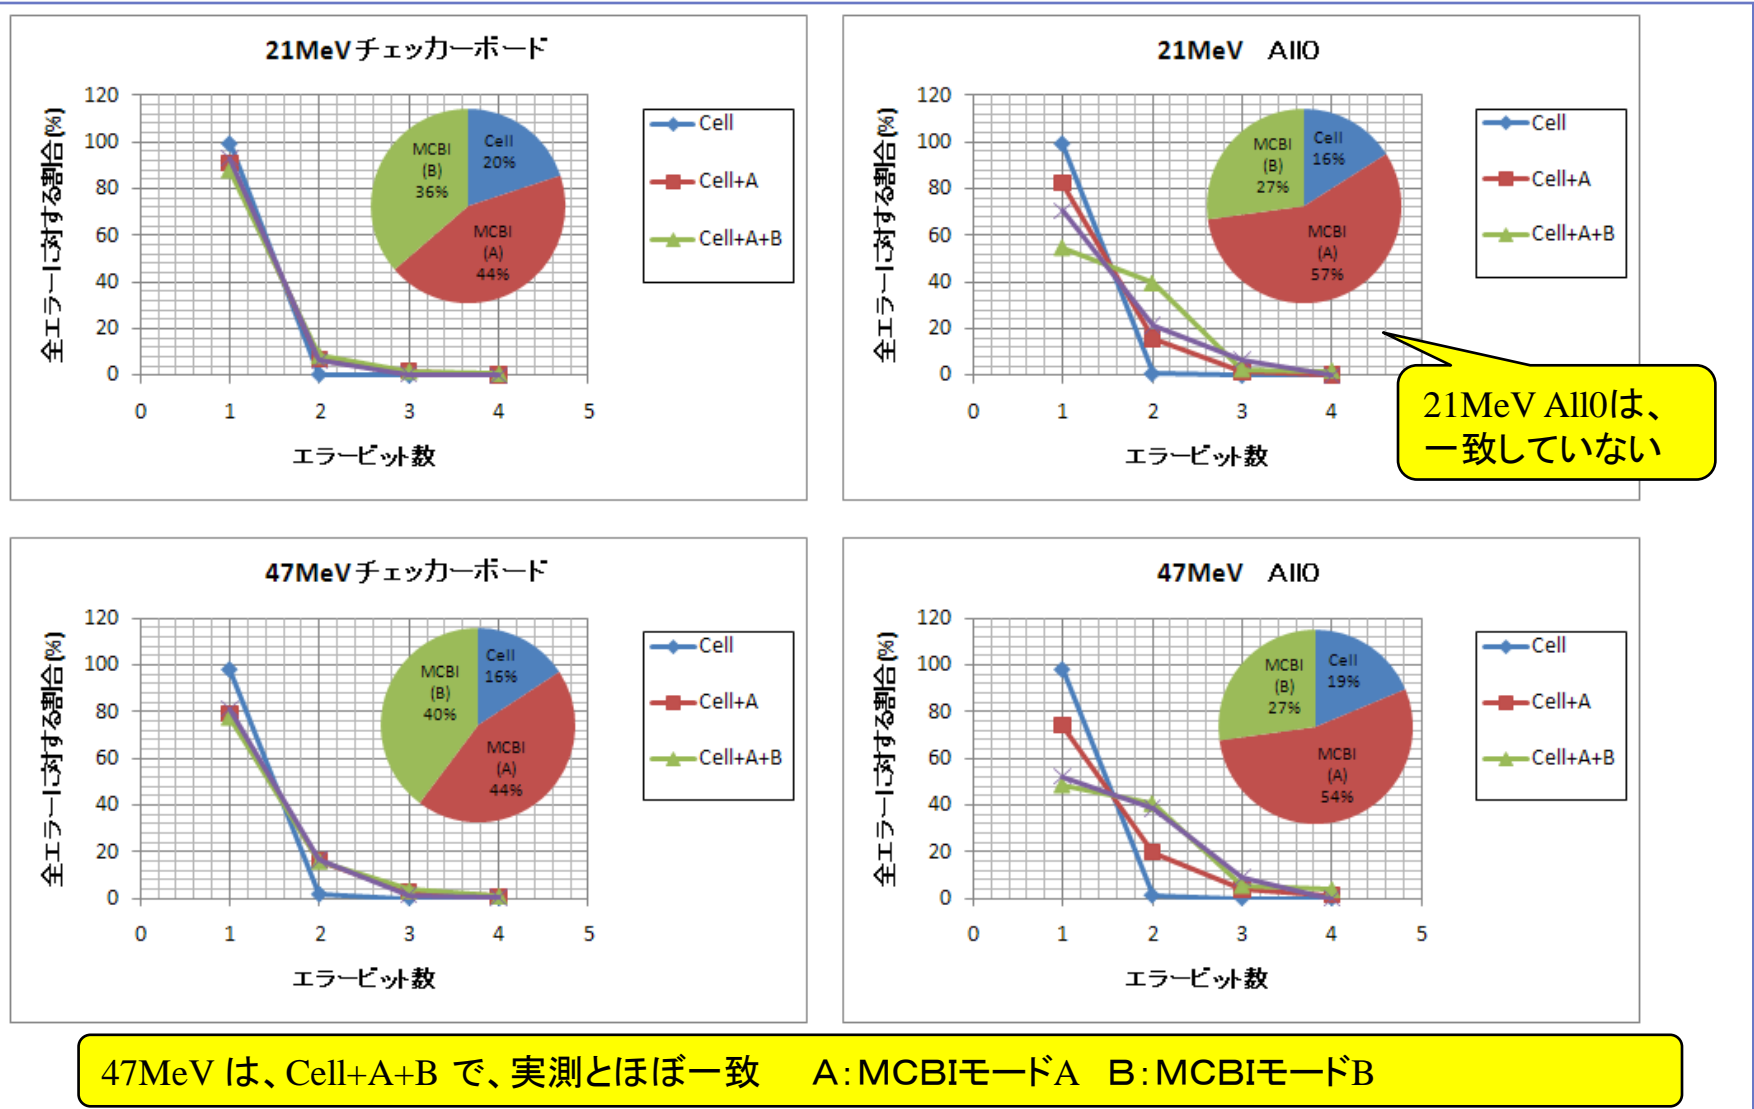 21MeV チェッカーボード
全エラーに対する割合(%)
120
100
80
60
40
20
0
0 1 2 3 4 5
エラービット数
MCBI
(B)
36%
Cell
20%
MCBI
(A)
44%
Cell
Cell+A
Cell+A+B
21MeV All0
全エラーに対する割合(%)
120
100
80
60
40
20
0
0 1 2 3 4
エラービット数
MCBI
(B)
27%
Cell
16%
MCBI
(A)
57%
Cell
Cell+A
Cell+A+B
21MeV All0は、
一致していない
47MeV チェッカーボード
全エラーに対する割合(%)
120
100
80
60
40
20
0
0 1 2 3 4 5
エラービット数
MCBI
(B)
40%
Cell
16%
MCBI
(A)
44%
Cell
Cell+A
Cell+A+B
47MeV All0
全エラーに対する割合(%)
120
100
80
60
40
20
0
0 1 2 3 4 5
エラービット数
MCBI
(B)
27%
Cell
19%
MCBI
(A)
54%
Cell
Cell+A
Cell+A+B
47MeV は、Cell+A+B で、実測とほぼ一致 A:MCBIモードA B:MCBIモードB